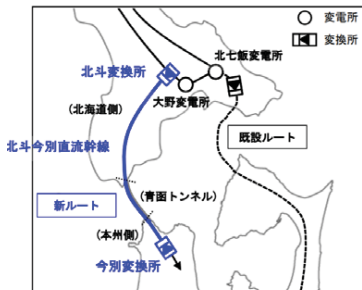 変電所
変換所
北七飯変電所
北斗変換所
大野変電所
(北海道側)
既設ルート
北斗今別直流幹線
(青函トンネル)
新ルート
(本州側)
今別変換所